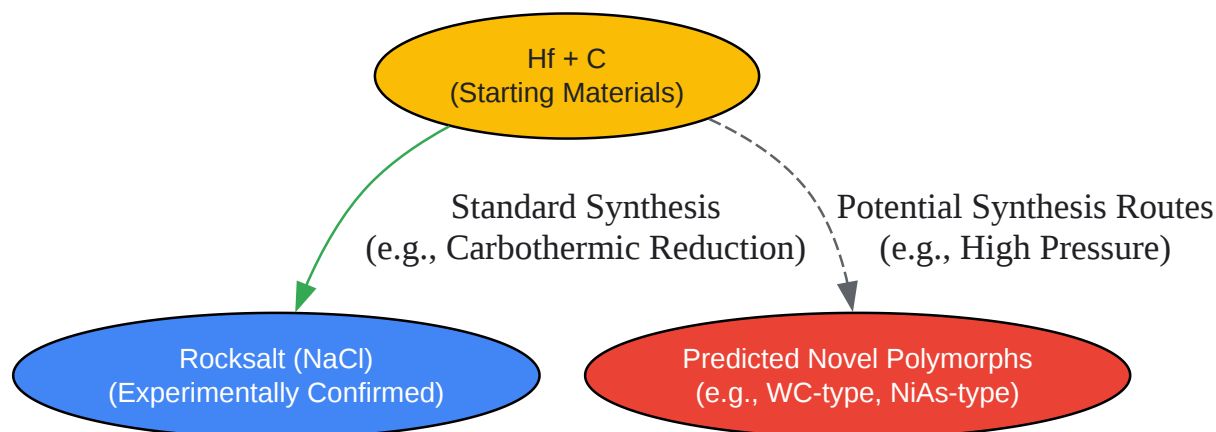 Hf + C
(Starting Materials)
Standard Synthesis
(e.g., Carbothermic Reduction)
Potential Synthesis Routes
(e.g., High Pressure)
Rocksalt (NaCl)
(Experimentally Confirmed)
Predicted Novel Polymorphs
(e.g., WC-type, NiAs-type)